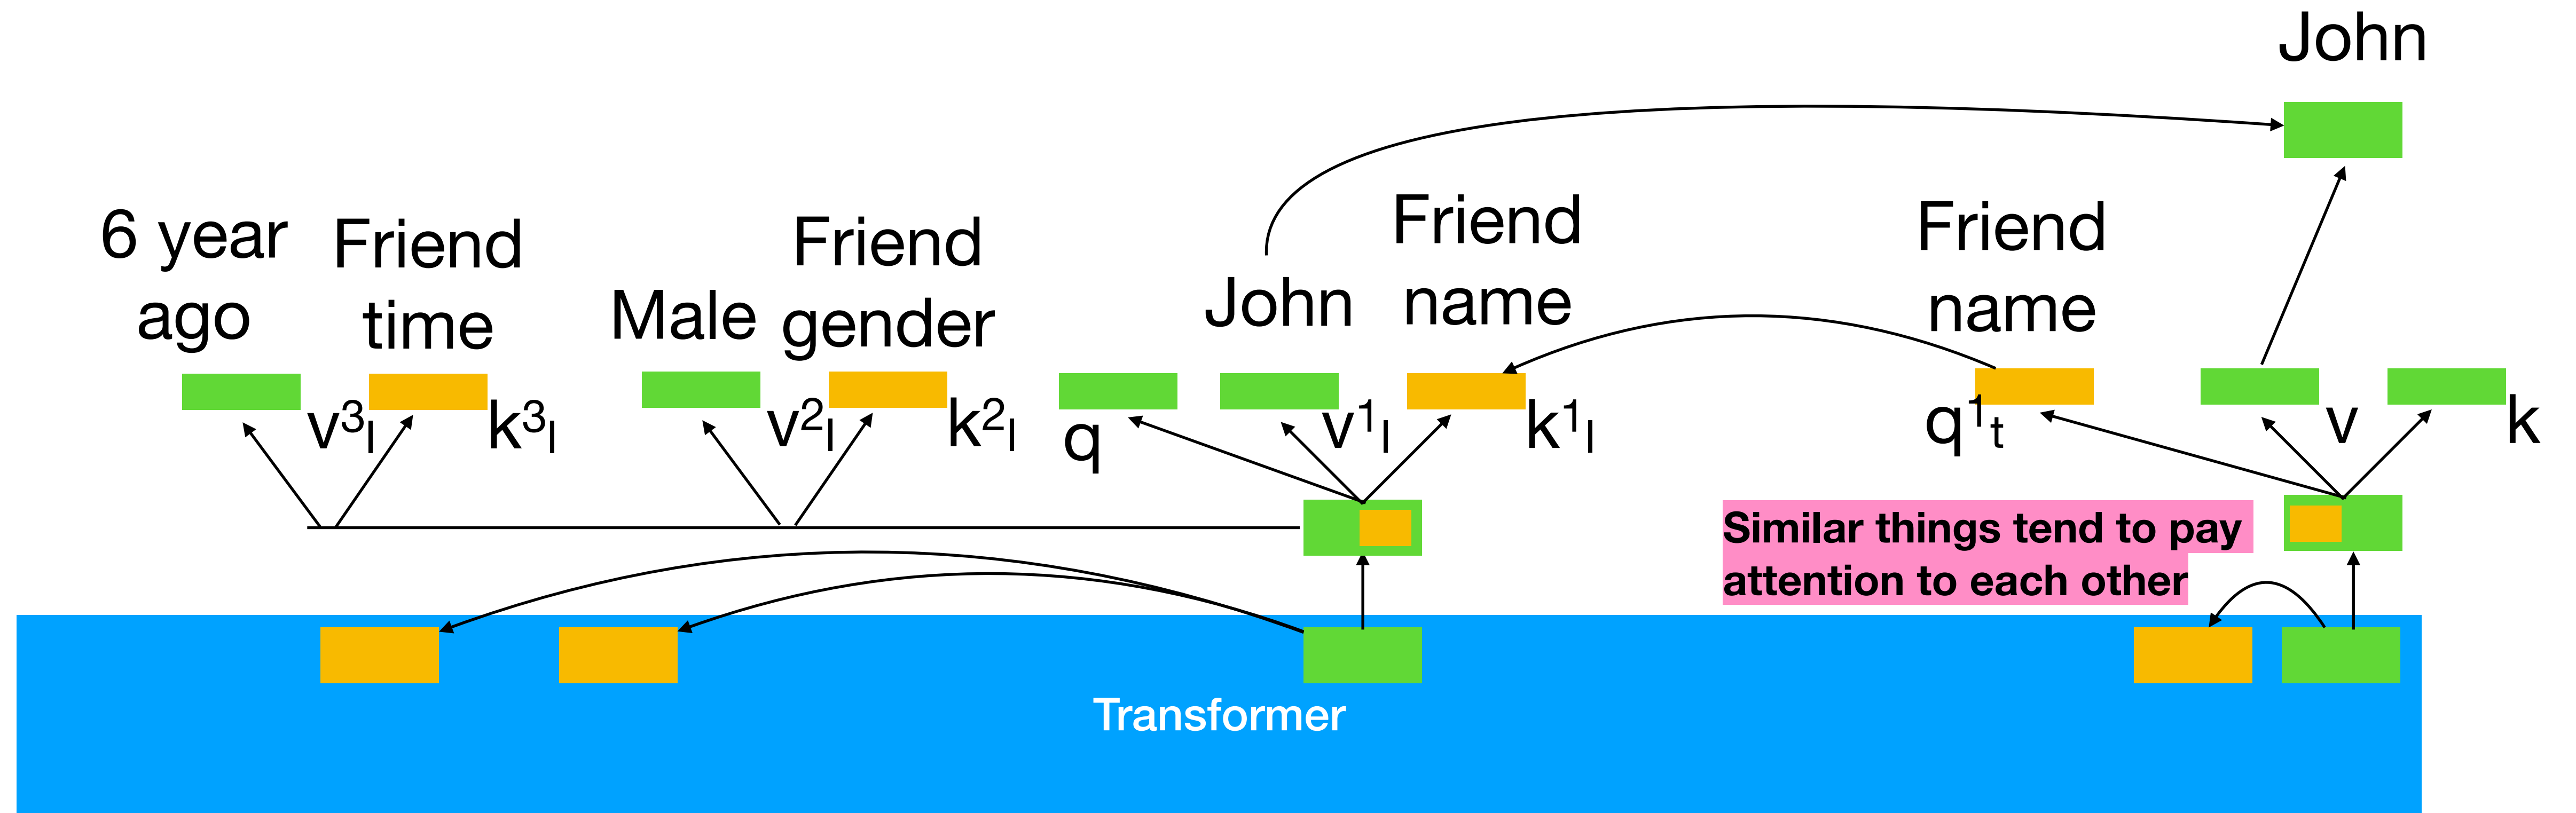 John
6 year
ago
Friend
time
Male
Friend
gender
John
Friend
name
Friend
name
v3l
k3l
v2l
k2l
q
v1l
k1l
q1t
v
k
Similar things tend to pay
attention to each other
Transformer